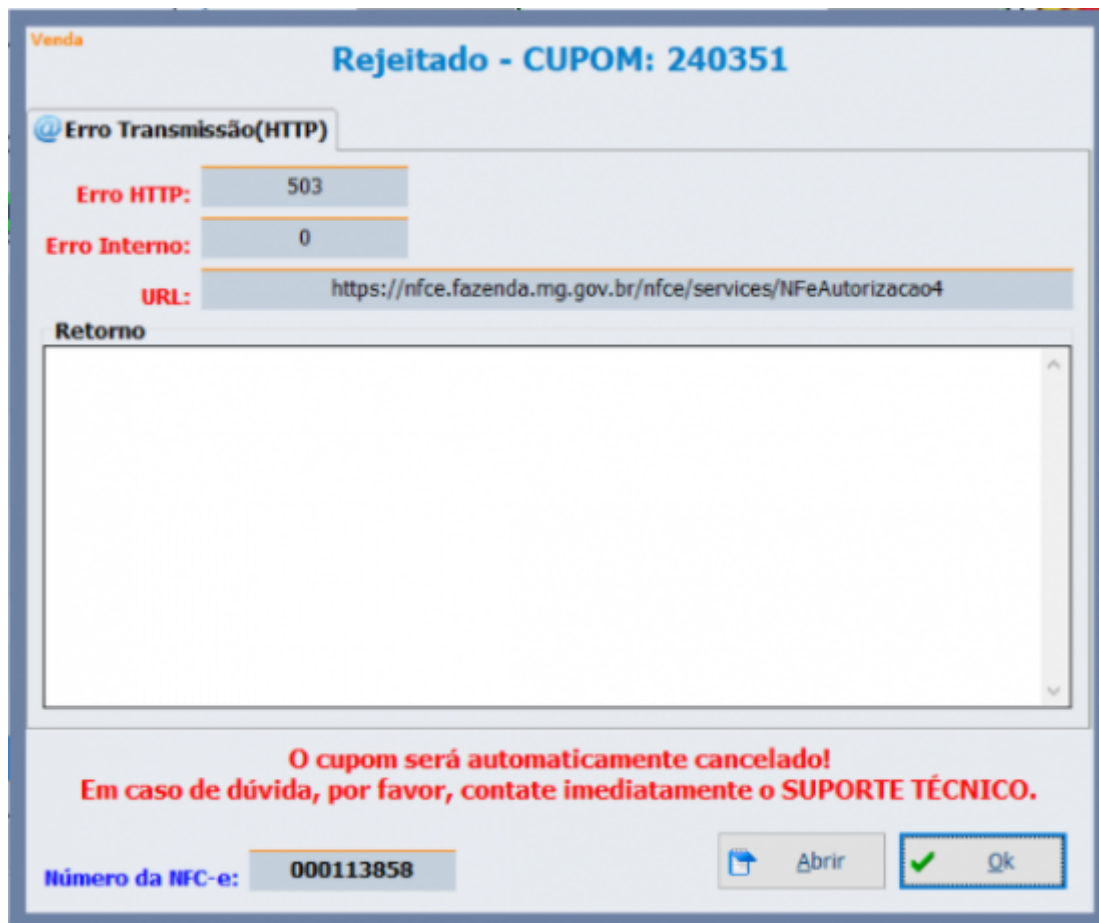 Venda
Rejeitado - CUPOM: 240351
Erro Transmissão(HTTP)
Erro HTTP: 503
Erro Interno: 0
URL: https://nfce.fazenda.mg.gov.br/nfce/services/NFeAutorizacao4
Retorno
O cupom será automaticamente cancelado!
Em caso de dúvida, por favor, contate imediatamente o SUPORTE TÉCNICO.
Número da NFC-e: 000113858 Abrir Ok